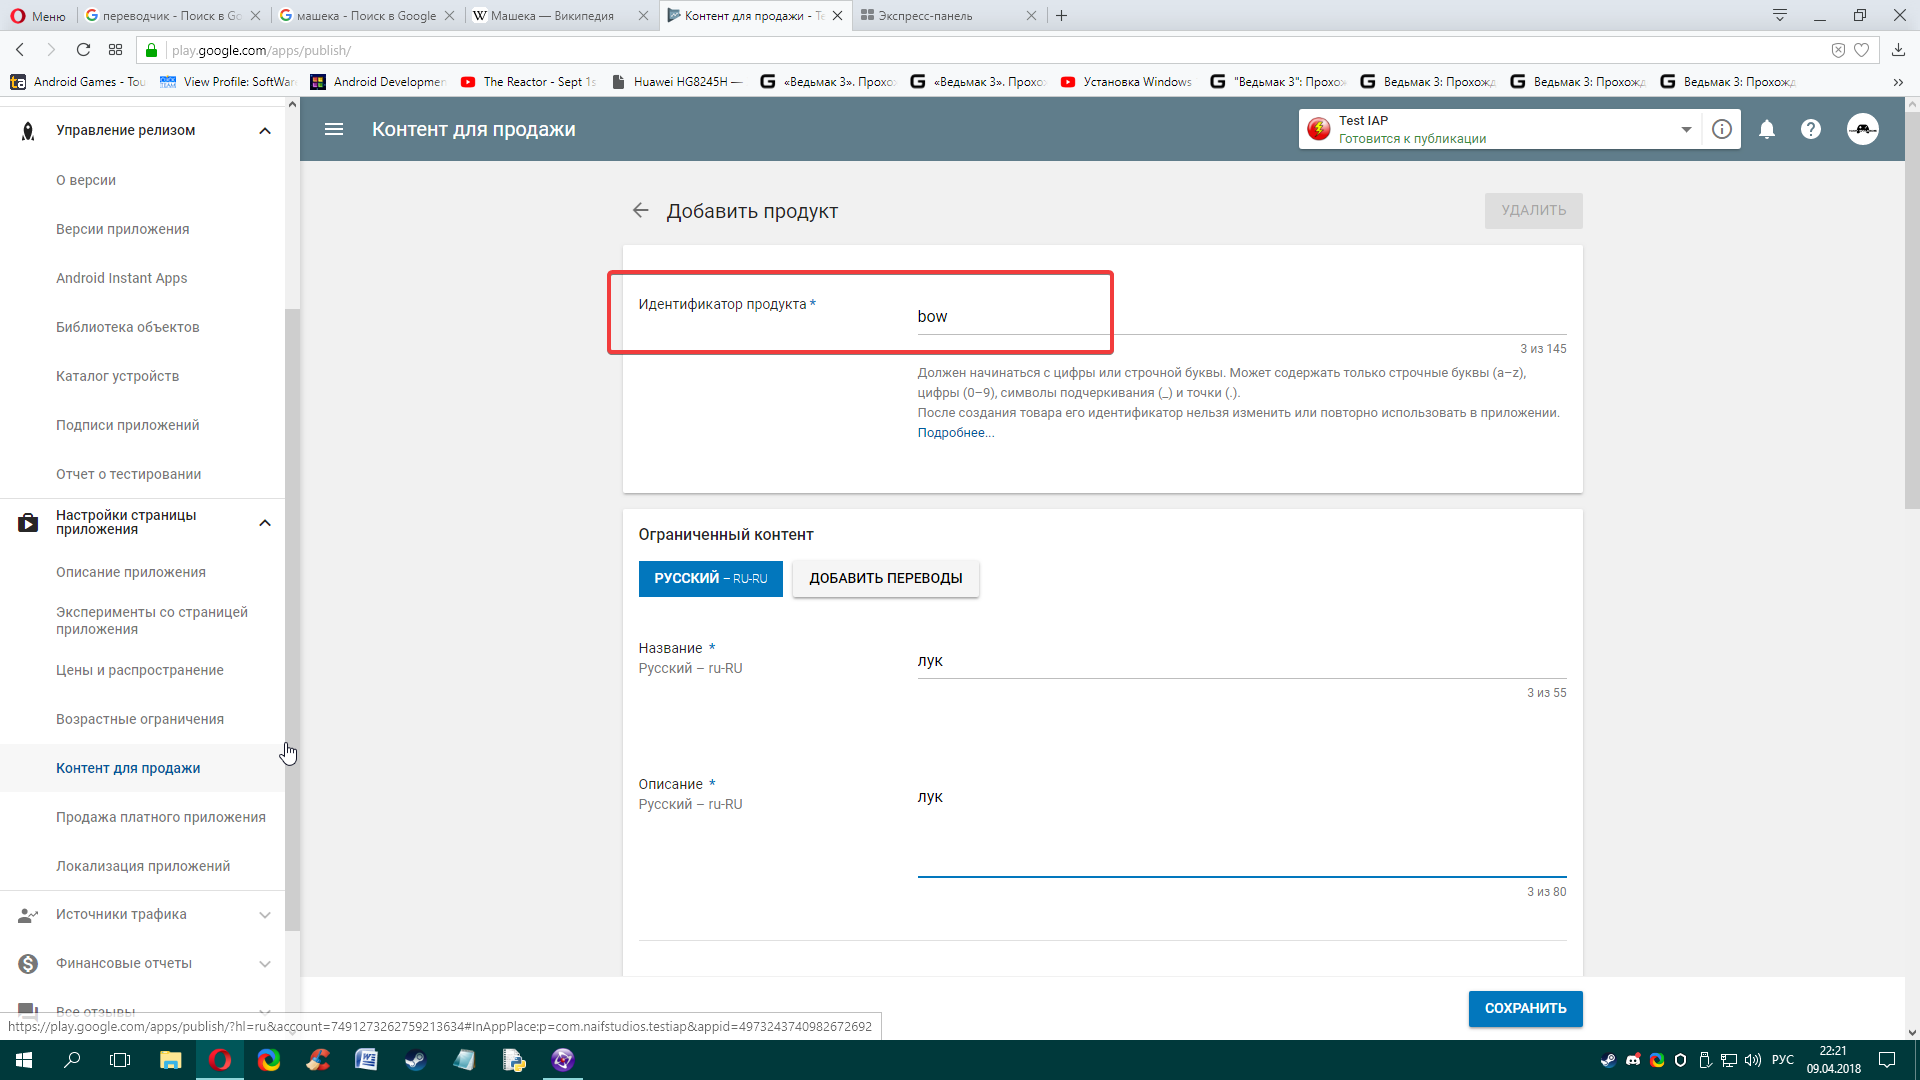 Меню
переводчик - Поиск в Go
машека - Поиск в Google
Машека — Википедия
Контент для продажи - Te
Экспресс-панель
play.google.com/apps/publish/
Android Games - Tou
View Profile: SoftWar
Android Developmen
The Reactor - Sept 1s
Huawei HG8245H —
«Ведьмак 3». Прохо
«Ведьмак 3». Прохо
Установка Windows
"Ведьмак 3": Прохо
Ведьмак 3: Прохожд
Ведьмак 3: Прохожд
Ведьмак 3: Прохожд
Управление релизом
О версии
Версии приложения
Android Instant Apps
Библиотека объектов
Каталог устройств
Подписи приложений
Отчет о тестировании
Настройки страницы
приложения
Описание приложения
Эксперименты со страницей
приложения
Цены и распространение
Возрастные ограничения
Контент для продажи
Продажа платного приложения
Локализация приложений
Источники трафика
Финансовые отчеты
Все отзывы
Контент для продажи
Test IAP
Готовится к публикации
Добавить продукт
УДАЛИТЬ
Идентификатор продукта *
bow
3 из 145
Должен начинаться с цифры или строчной буквы. Может содержать только строчные буквы (a–z),
цифры (0–9), символы подчеркивания (_) и точки (.).
После создания товара его идентификатор нельзя изменить или повторно использовать в приложении.
Подробнее...
Ограниченный контент
РУССКИЙ – RU-RU
ДОБАВИТЬ ПЕРЕВОДЫ
Название *
Русский – ru-RU
лук
3 из 55
Описание *
Русский – ru-RU
лук
3 из 80
СОХРАНИТЬ
https://play.google.com/apps/publish/?hl=ru&account=7491273262759213634#InAppPlace:p=com.naifstudios.testiap&appid=4973243740982672692
РУС
22:21
09.04.2018